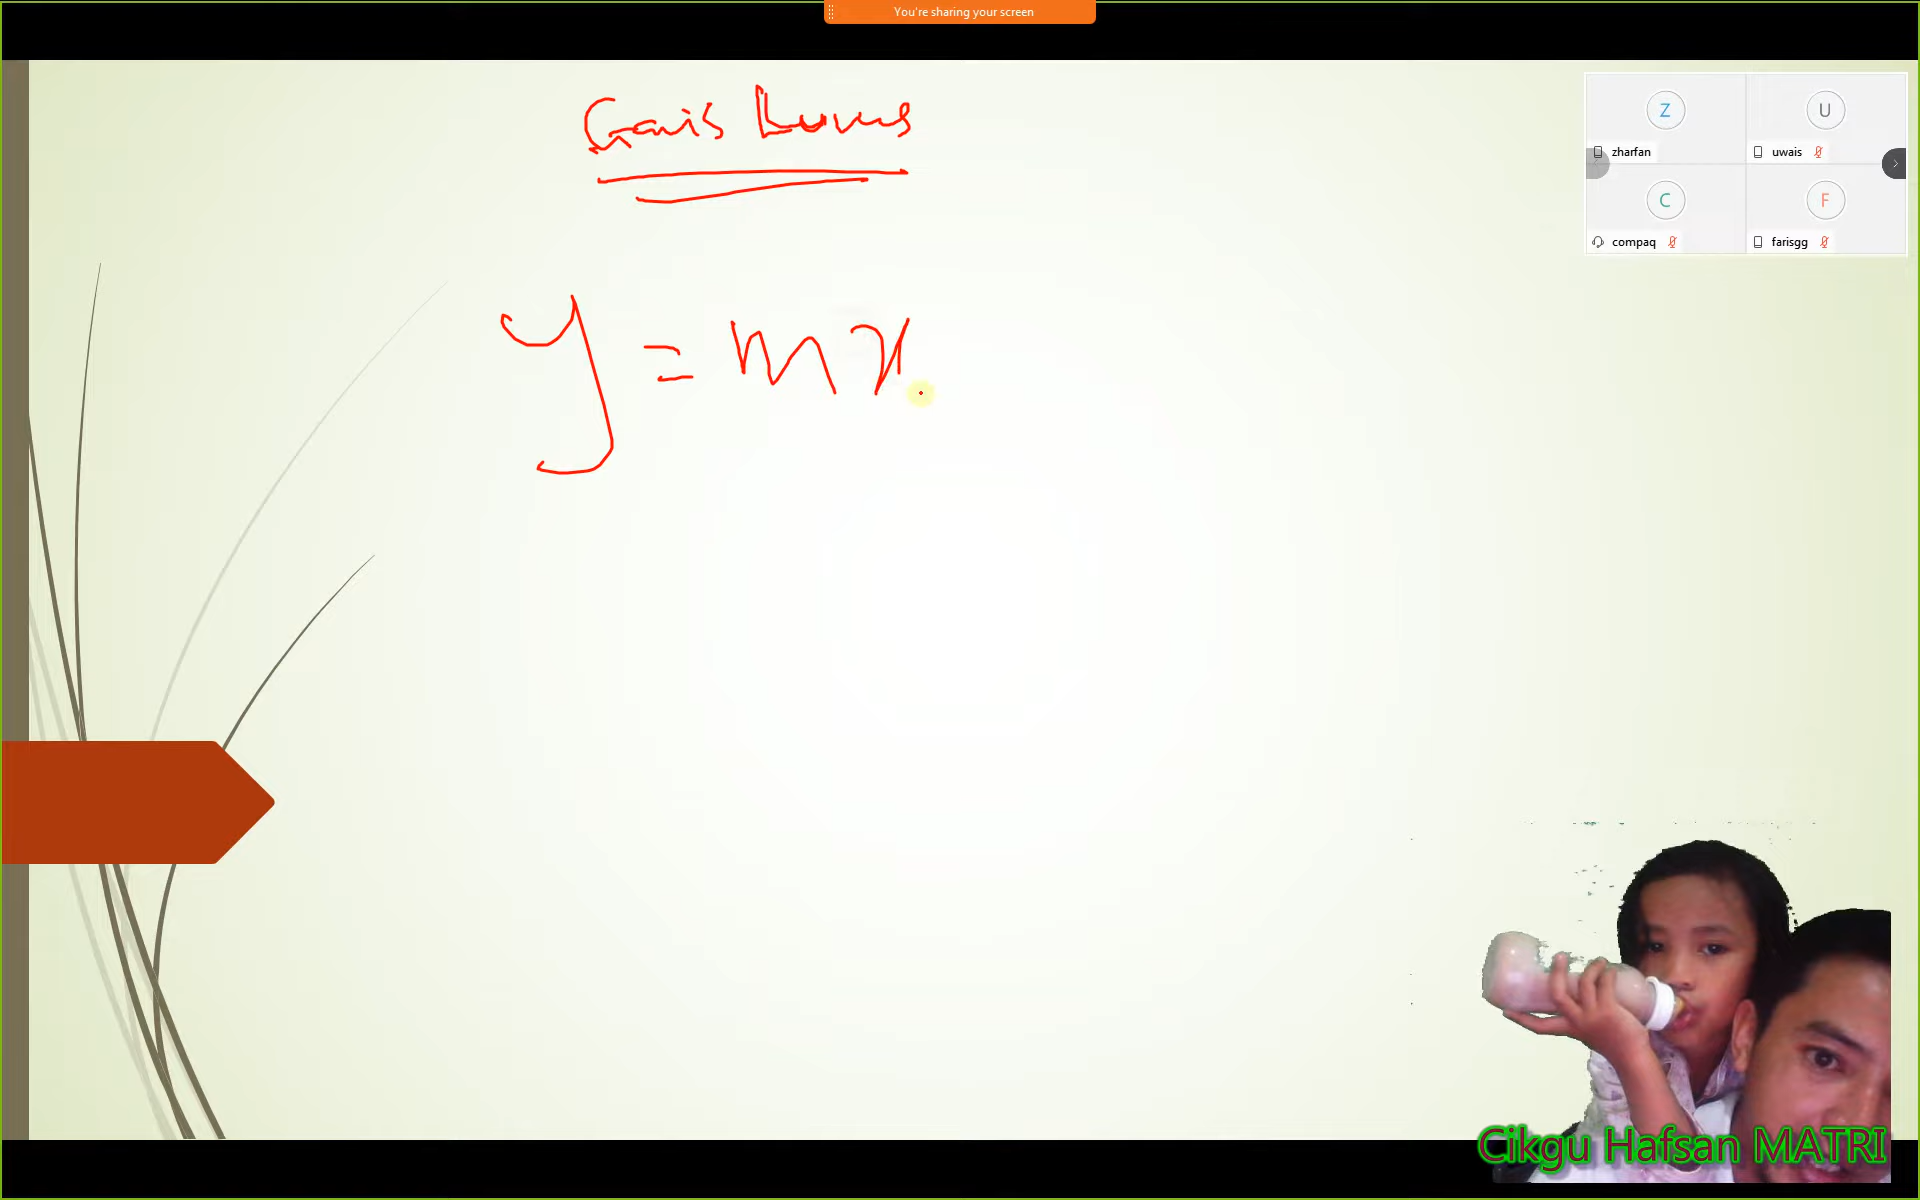 You're sharing your screen
Garis Lurus
y = mx
Z
zharfan
U
uwais
C
compaq
F
farisgg
Cikgu Hafsan MATRI